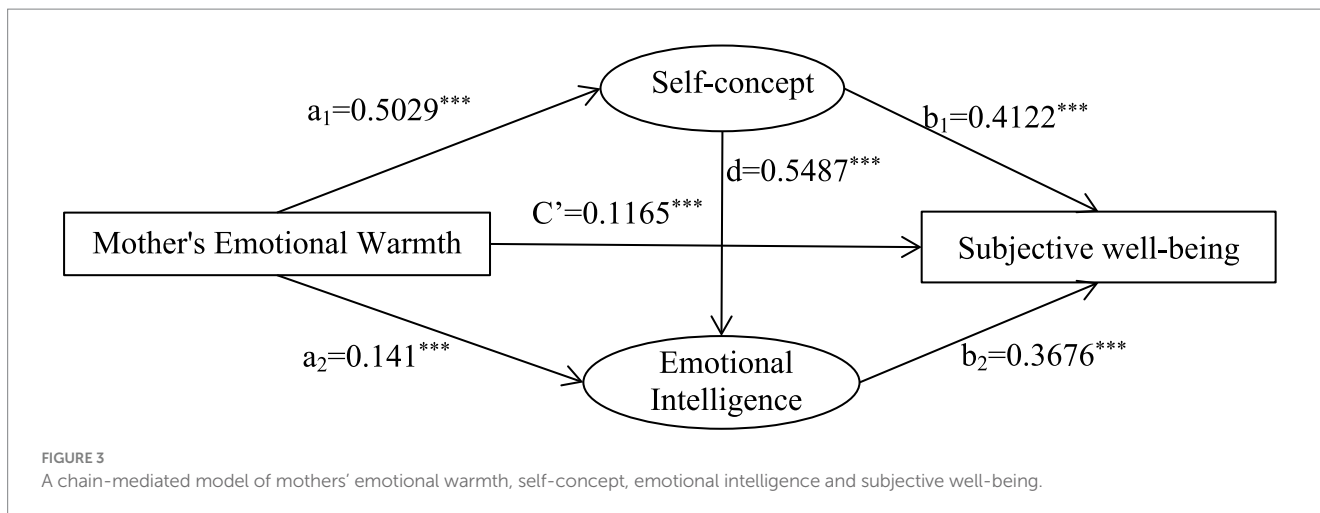 Self-concept
a₁=0.5029***
b₁=0.4122***
d=0.5487***
C’=0.1165***
Mother's Emotional Warmth
Subjective well-being
a₂=0.141***
Emotional
Intelligence
b₂=0.3676***
FIGURE 3
A chain-mediated model of mothers’ emotional warmth, self-concept, emotional intelligence and subjective well-being.